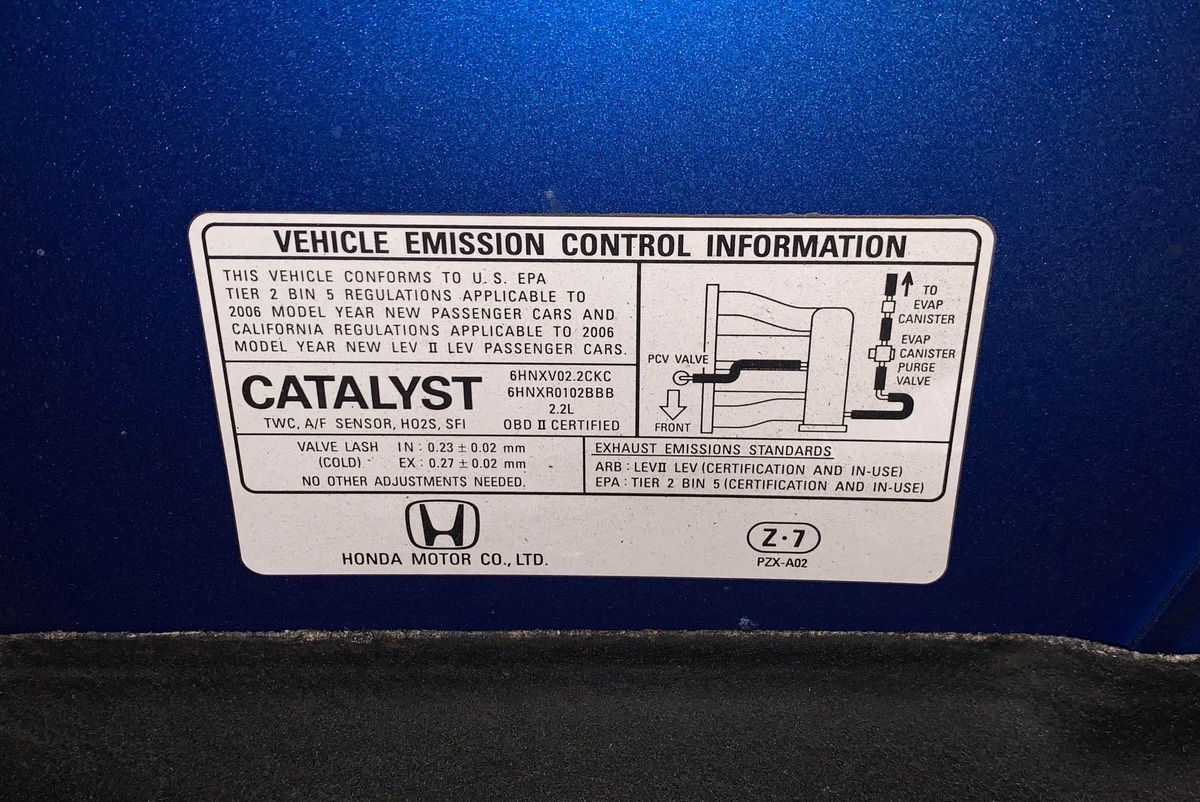 VEHICLE EMISSION CONTROL INFORMATION
THIS VEHICLE CONFORMS TO U.S. EPA
TIER 2 BIN 5 REGULATIONS APPLICABLE TO
2006 MODEL YEAR NEW PASSENGER CARS AND
CALIFORNIA REGULATIONS APPLICABLE TO 2006
MODEL YEAR NEW LEV II LEV PASSENGER CARS.
CATALYST
TWC, A/F SENSOR, HO2S, SFI
6HNXV02.2CKC
6HNXR0102BBB
2.2L
OBD II CERTIFIED
TO
EVAP
CANISTER
EVAP
CANISTER
PURGE
VALVE
PCV VALVE
FRONT
VALVE LASH IN : 0.23 ± 0.02 mm
(COLD) EX : 0.27 ± 0.02 mm
NO OTHER ADJUSTMENTS NEEDED.
EXHAUST EMISSIONS STANDARDS
ARB : LEVII LEV (CERTIFICATION AND IN-USE)
EPA : TIER 2 BIN 5 (CERTIFICATION AND IN-USE)
HONDA MOTOR CO., LTD.
Z·7
PZX-A02